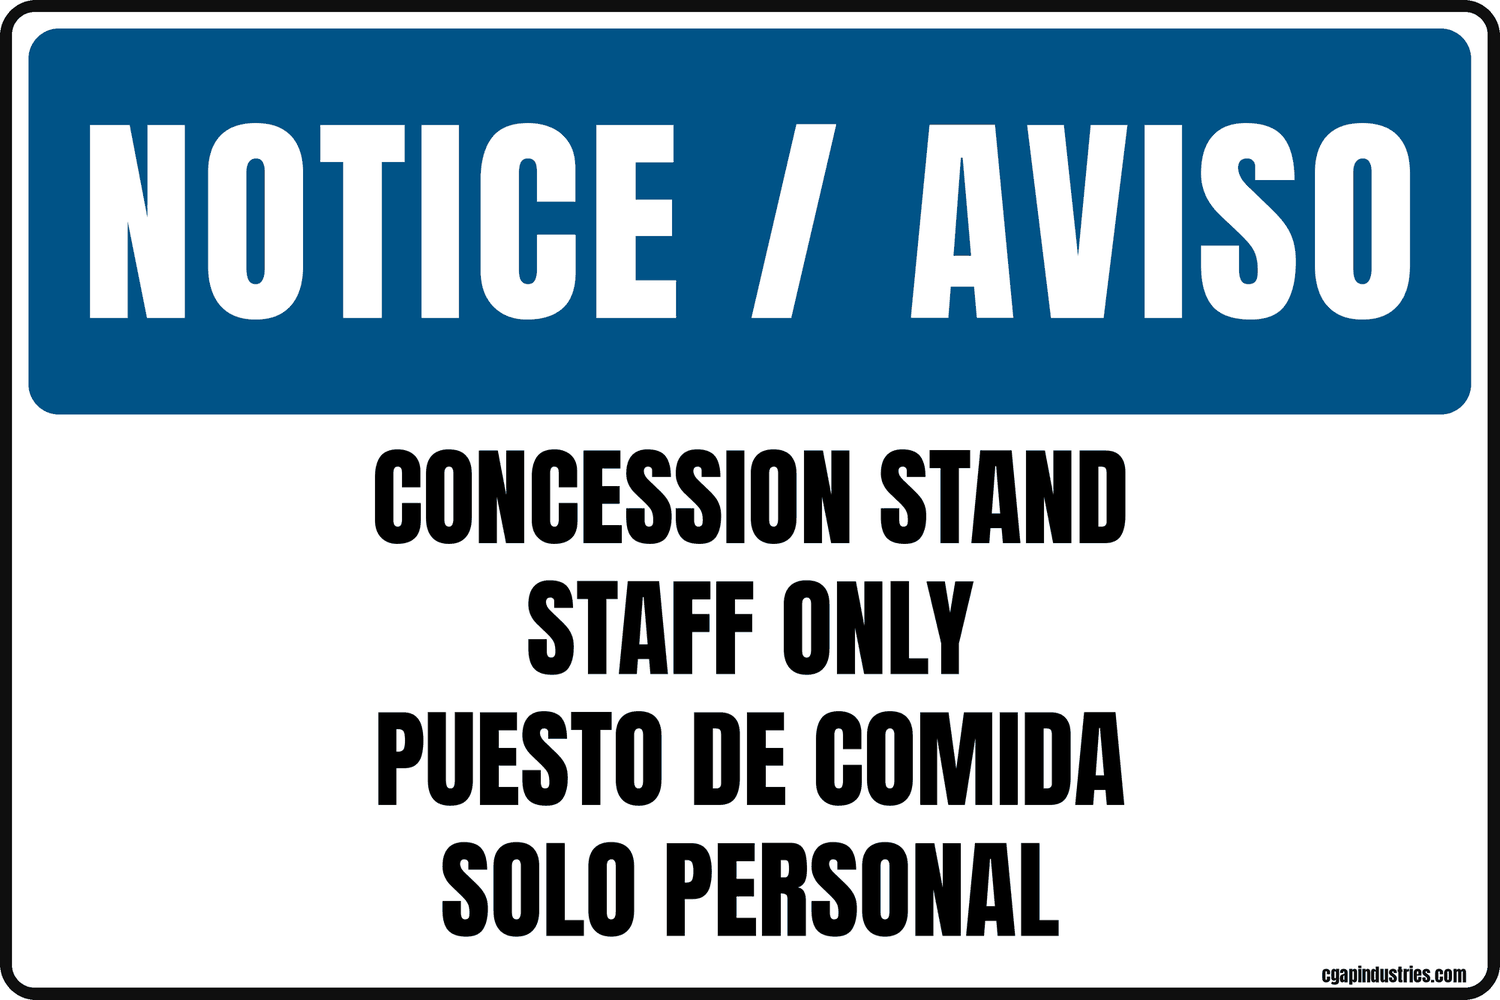 NOTICE / AVISO
CONCESSION STAND
STAFF ONLY
PUESTO DE COMIDA
SOLO PERSONAL
cgapindustries.com